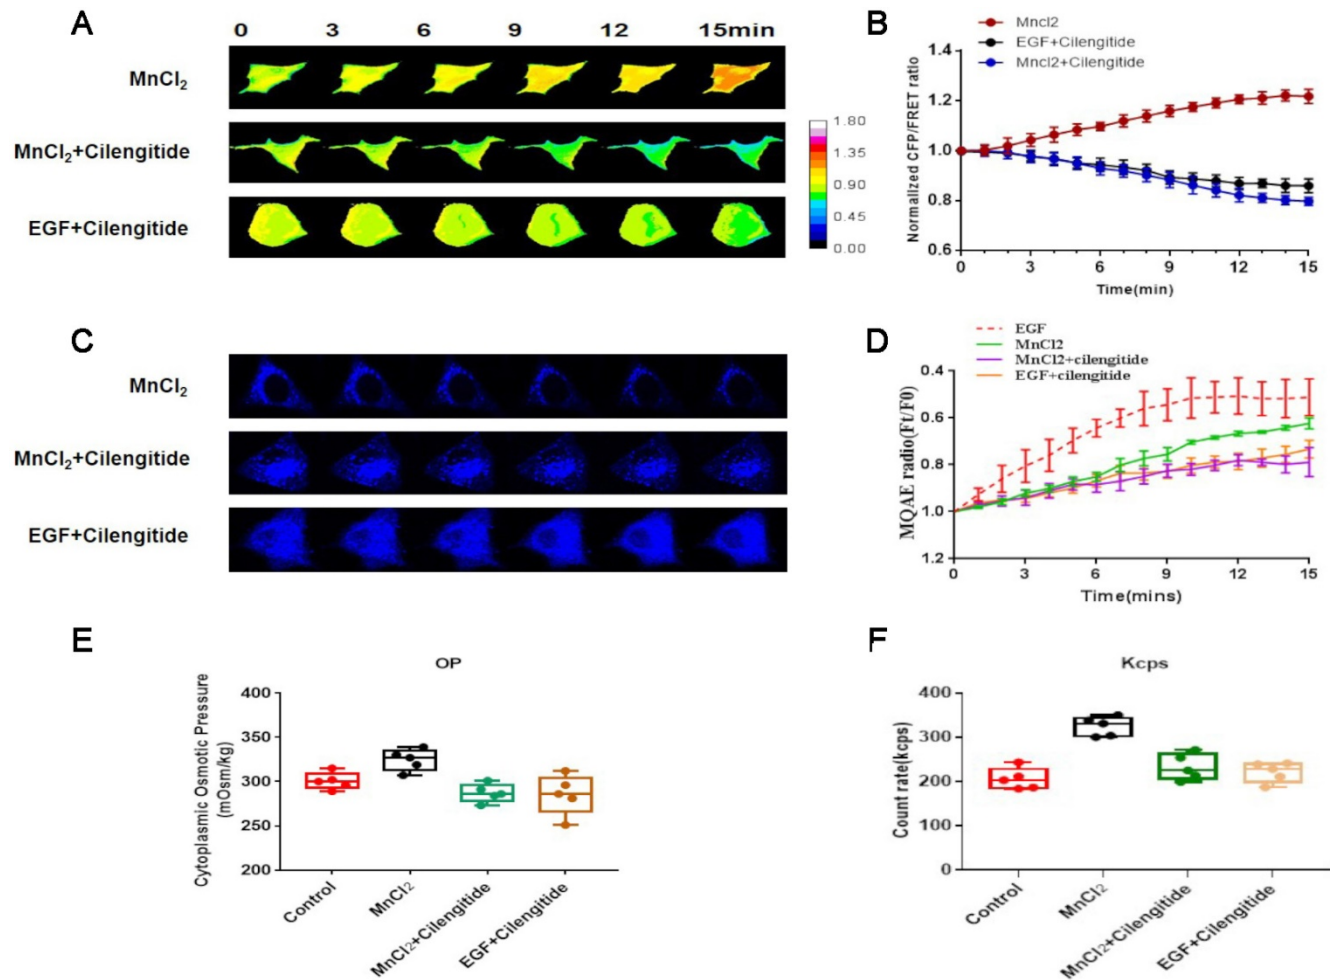 A
0 3 6 9 12 15min
MnCl₂
MnCl₂+Cilengitide
EGF+Cilengitide
1.80
1.35
0.90
0.45
0.00
B
Mncl2
EGF+Cilengitide
Mncl2+Cilengitide
Normalized CFP/FRET ratio
1.4
1.2
1.0
0.8
0.6
0 3 6 9 12 15
Time(min)
C
MnCl₂
MnCl₂+Cilengitide
EGF+Cilengitide
D
EGF
MnCl2
MnCl2+cilengitide
EGF+cilengitide
MQAE radio(Ft/F0)
0.4
0.6
0.8
1.0
1.2
0 3 6 9 12 15
Time(mins)
E
OP
Cytoplasmic Osmotic Pressure
(mOsm/kg)
400
350
300
250
200
Control
MnCl₂
MnCl₂+Cilengitide
EGF+Cilengitide
F
Kcps
Count rate(kcps)
400
300
200
100
0
Control
MnCl₂
MnCl₂+Cilengitide
EGF+Cilengitide